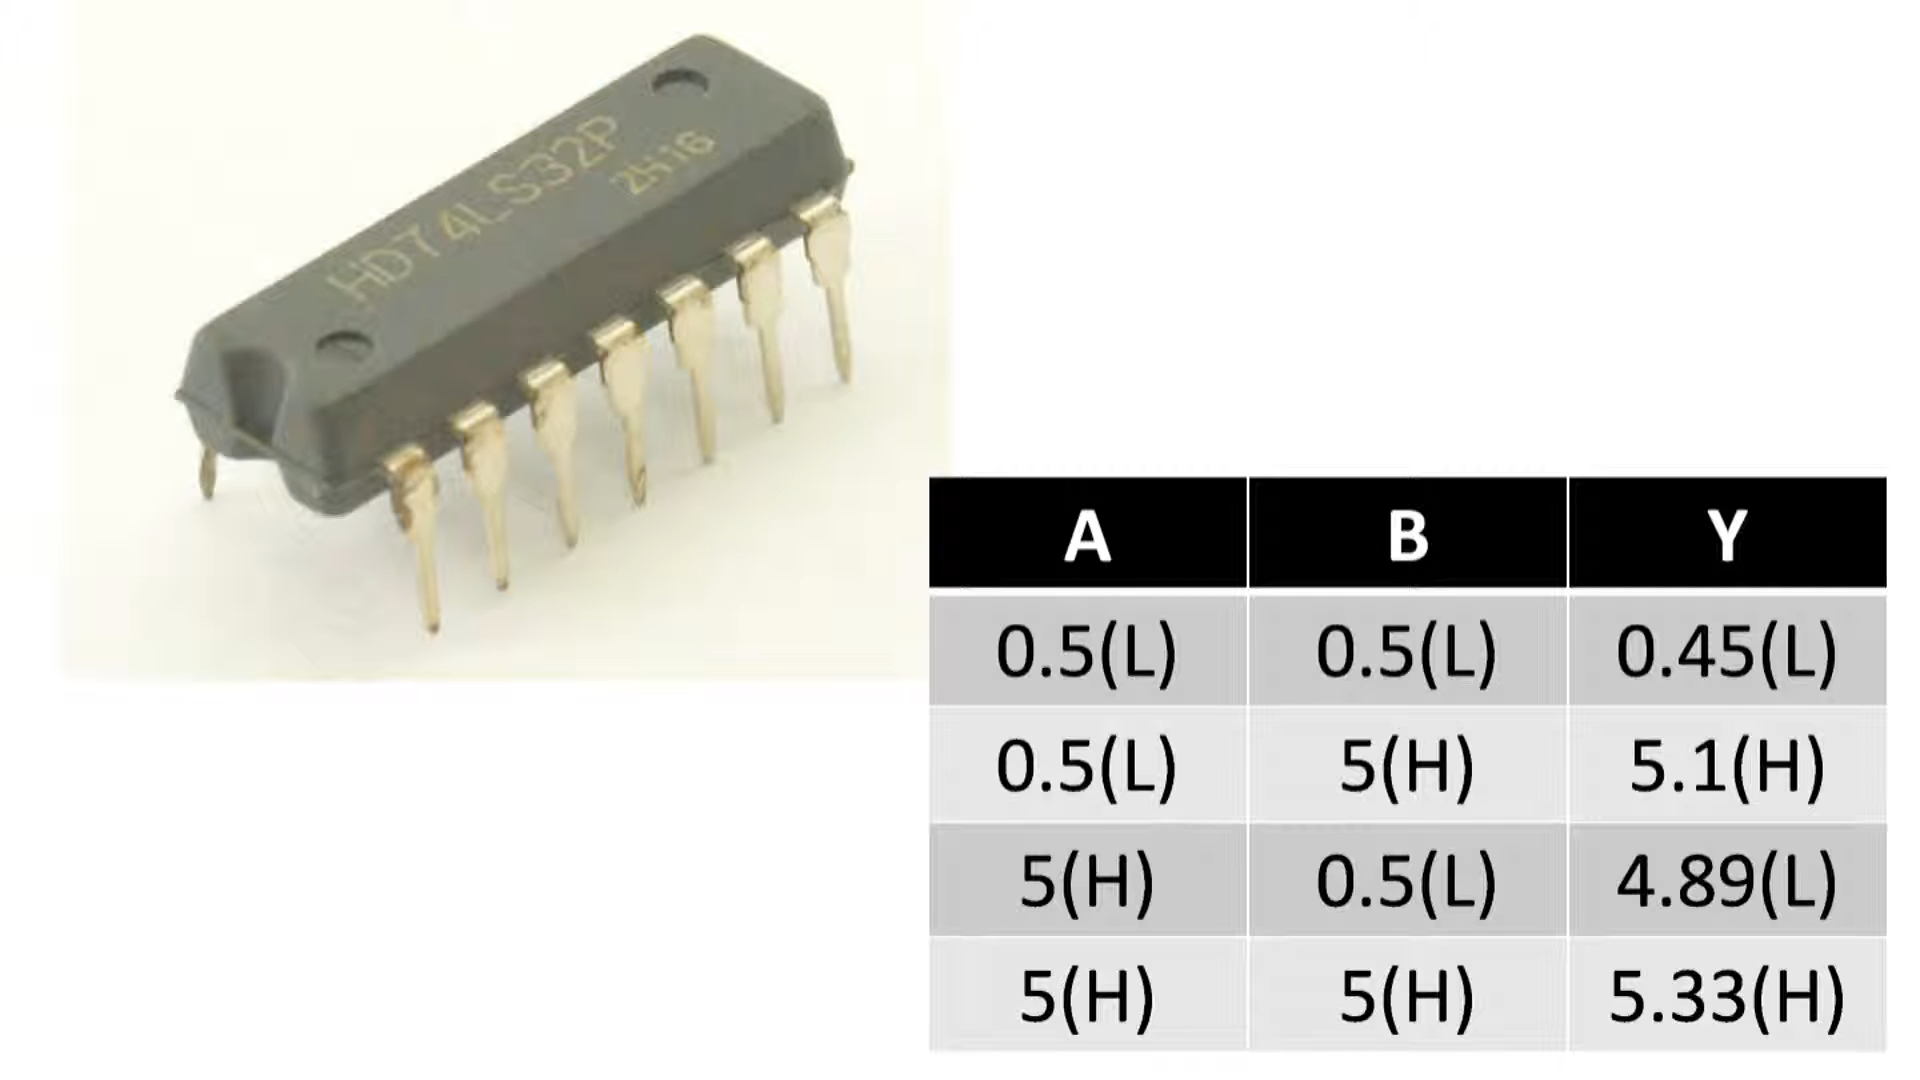 HD74LS32P
2H16
A B Y
0.5(L) 0.5(L) 0.45(L)
0.5(L) 5(H) 5.1(H)
5(H) 0.5(L) 4.89(L)
5(H) 5(H) 5.33(H)